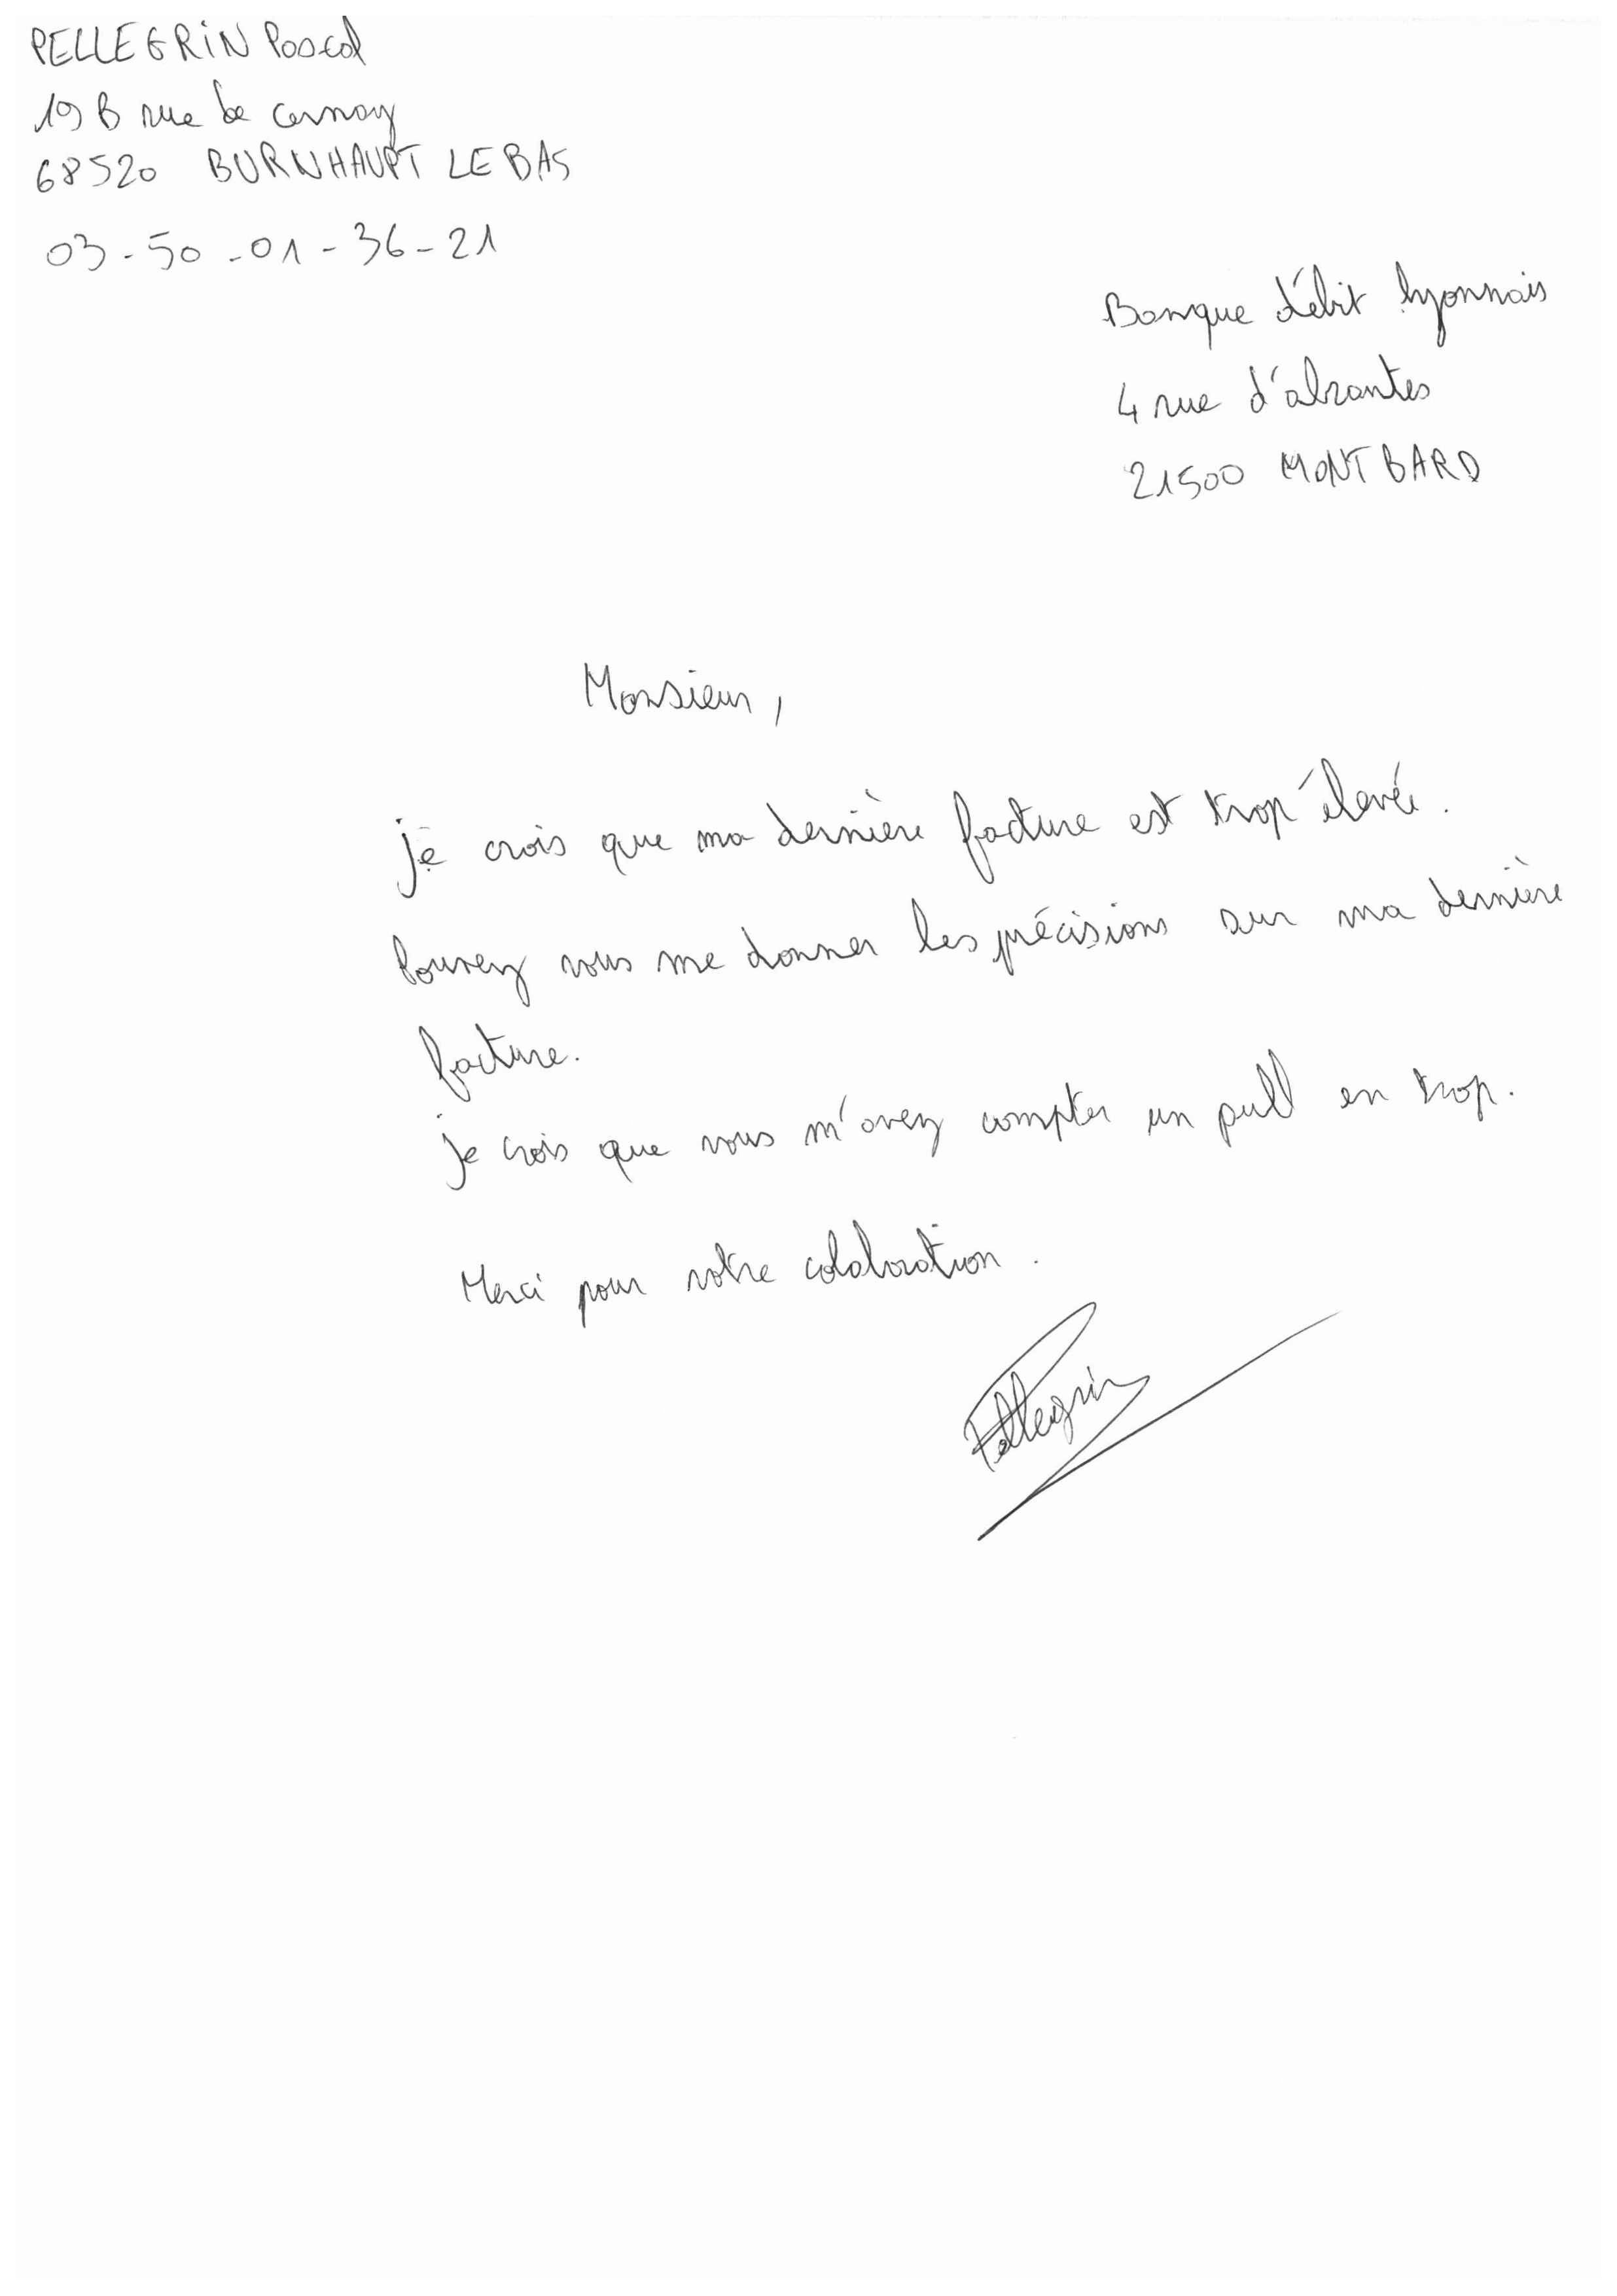 PELLEGRIN Pascal
19 B rue de cernay
68520 BURNHAUPT LE BAS
03-50-01-36-21
Banque débit lyonnais
4 rue d'abrantes
21500 MONTBARD
Monsieur,
je crois que ma dernière facture est trop élevée.
Pouvez vous me donner les précisions sur ma dernière
facture.
je crois que vous m'avez compter un pull en trop.
Merci pour votre colaboration.
Pellegrin